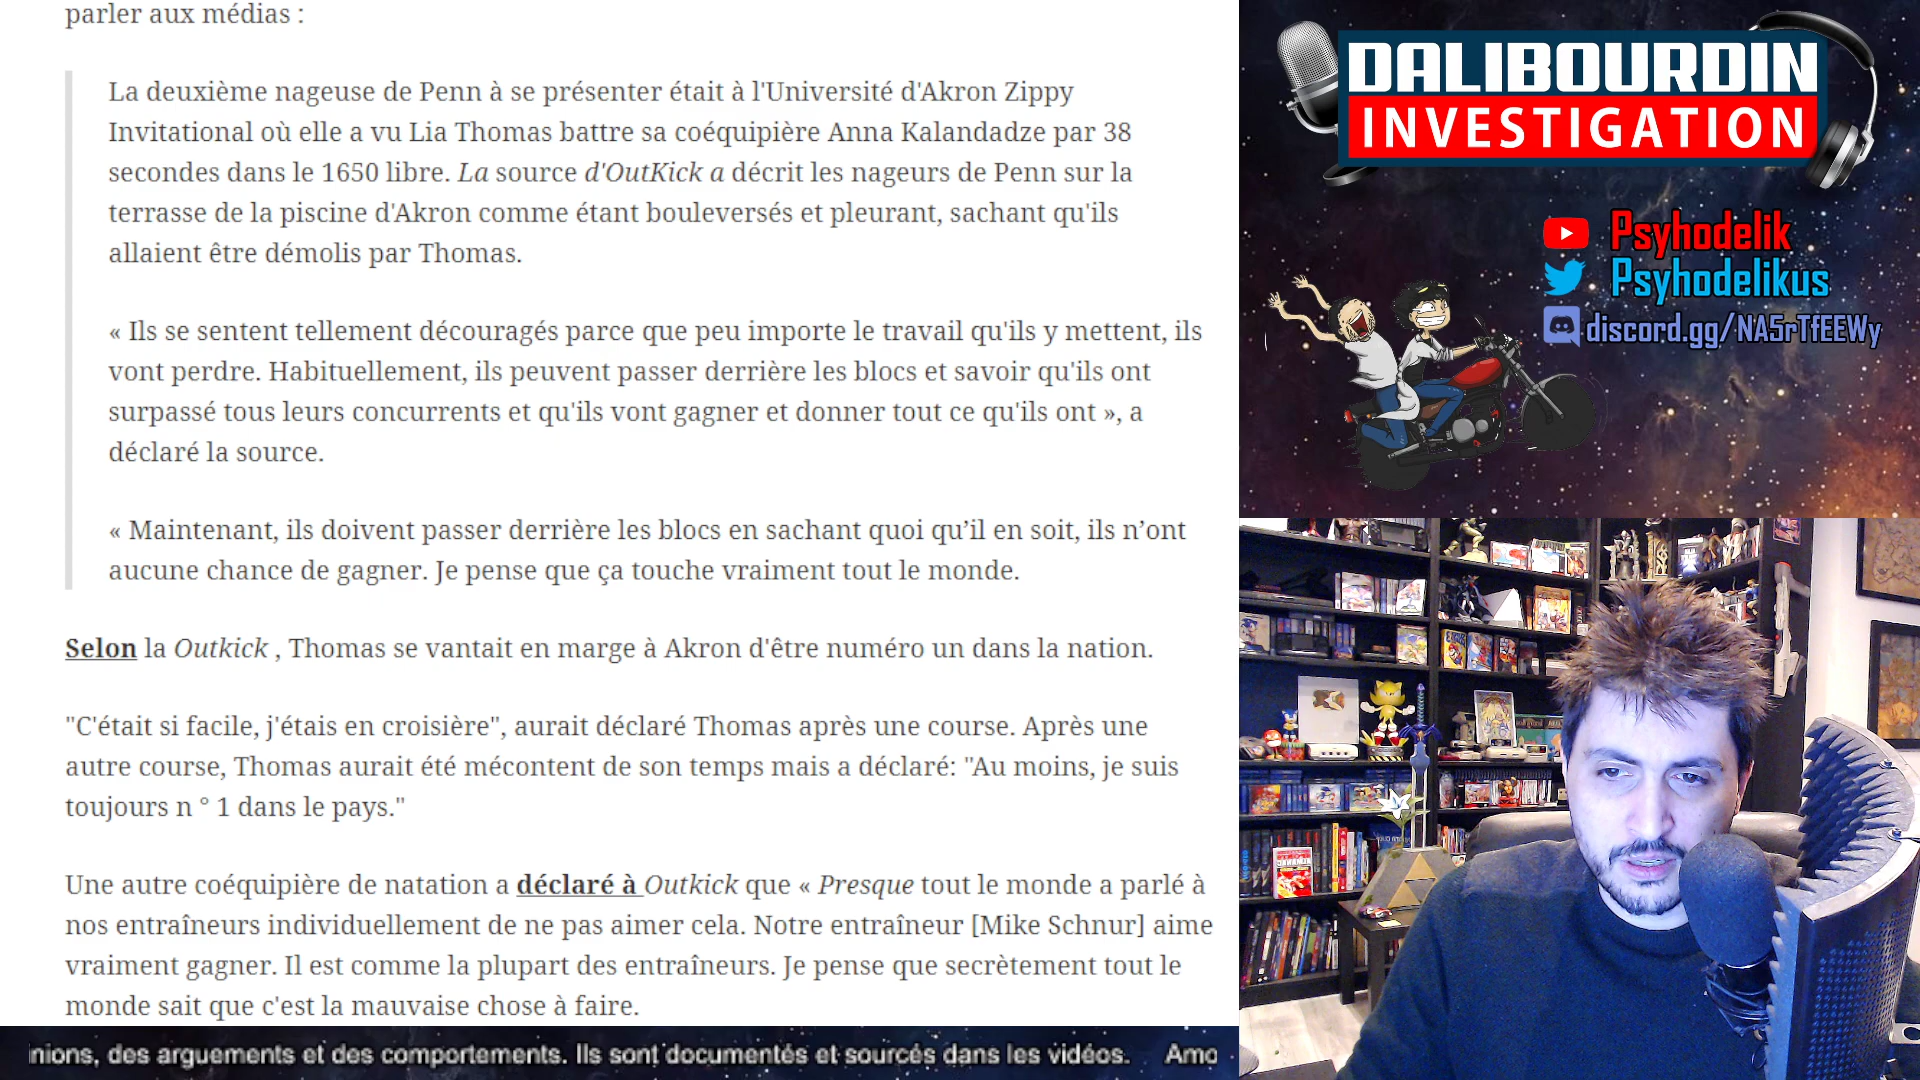 parler aux médias :
La deuxième nageuse de Penn à se présenter était à l'Université d'Akron Zippy
Invitational où elle a vu Lia Thomas battre sa coéquipière Anna Kalandadze par 38
secondes dans le 1650 libre. La source d'OutKick a décrit les nageurs de Penn sur la
terrasse de la piscine d'Akron comme étant bouleversés et pleurant, sachant qu'ils
allaient être démolis par Thomas.
« Ils se sentent tellement découragés parce que peu importe le travail qu'ils y mettent, ils
vont perdre. Habituellement, ils peuvent passer derrière les blocs et savoir qu'ils ont
surpassé tous leurs concurrents et qu'ils vont gagner et donner tout ce qu'ils ont », a
déclaré la source.
« Maintenant, ils doivent passer derrière les blocs en sachant quoi qu’il en soit, ils n’ont
aucune chance de gagner. Je pense que ça touche vraiment tout le monde.
Selon la Outkick , Thomas se vantait en marge à Akron d'être numéro un dans la nation.
"C'était si facile, j'étais en croisière", aurait déclaré Thomas après une course. Après une
autre course, Thomas aurait été mécontent de son temps mais a déclaré: "Au moins, je suis
toujours n ° 1 dans le pays."
Une autre coéquipière de natation a déclaré à Outkick que « Presque tout le monde a parlé à
nos entraîneurs individuellement de ne pas aimer cela. Notre entraîneur [Mike Schnur] aime
vraiment gagner. Il est comme la plupart des entraîneurs. Je pense que secrètement tout le
monde sait que c'est la mauvaise chose à faire.
nions, des arguements et des comportements. Ils sont documentés et sourcés dans les vidéos. Amo
DALIBOURDIN
INVESTIGATION
Psyhodelik
Psyhodelikus
discord.gg/NA5rTfEEWy